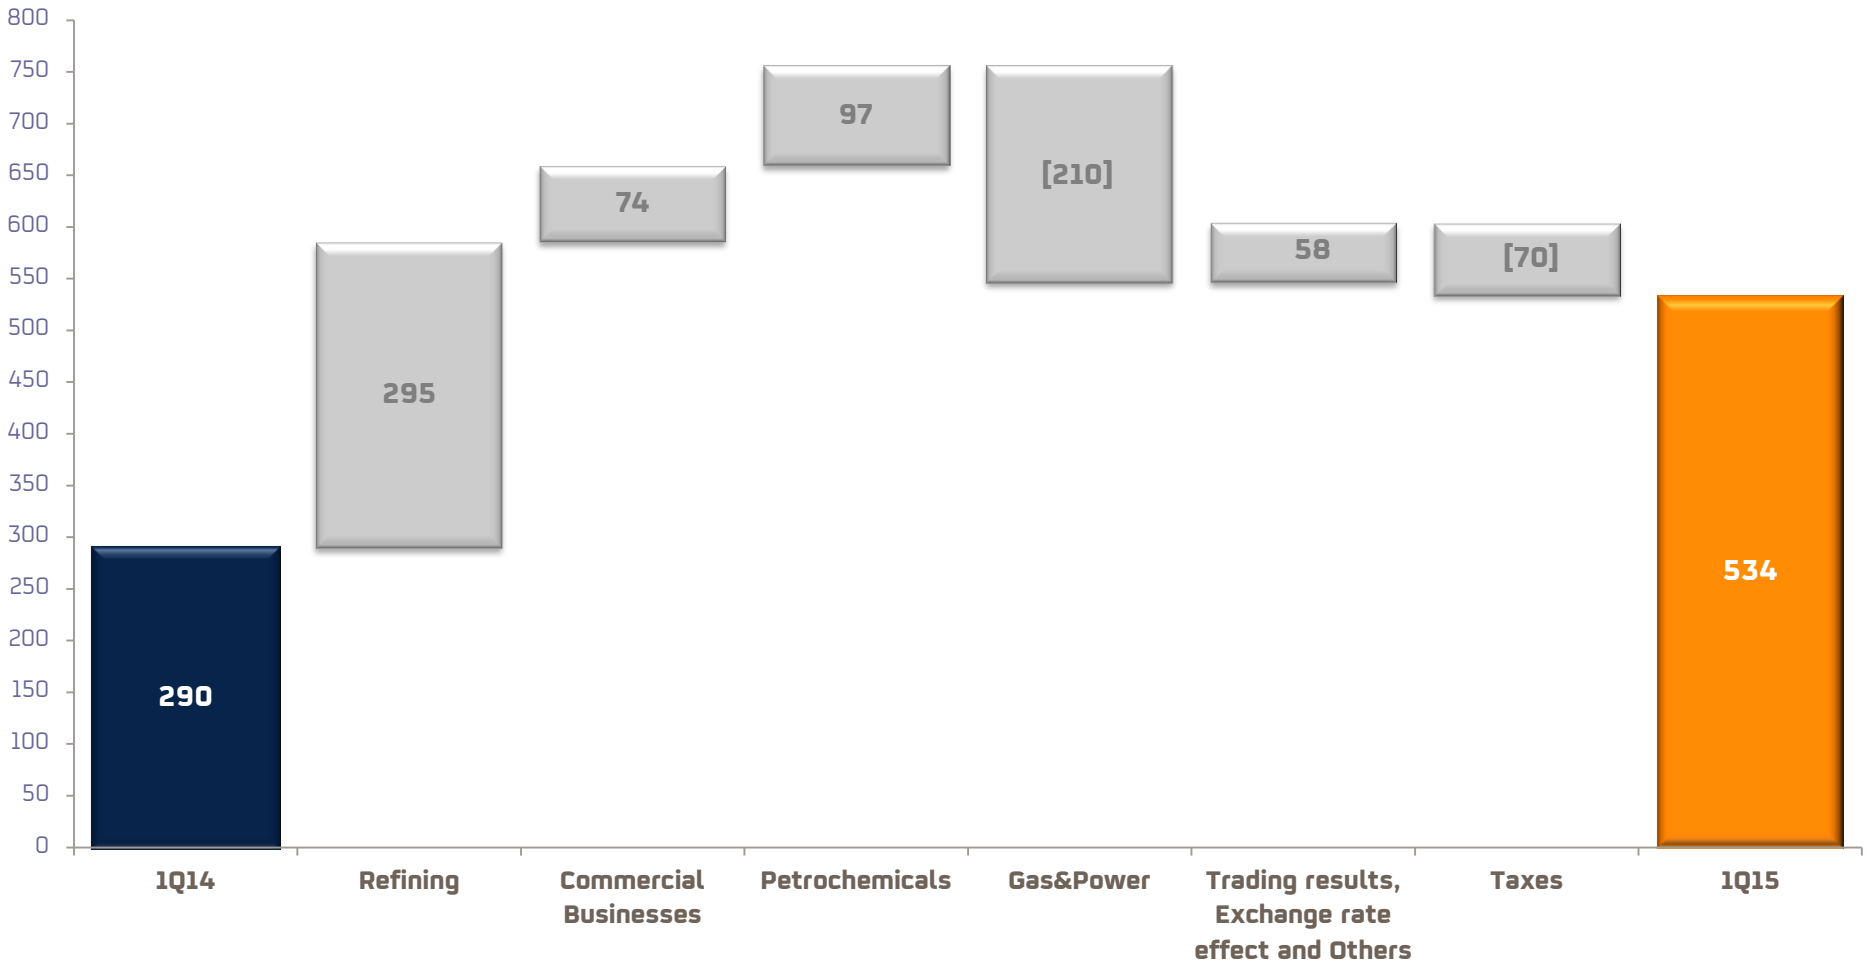 800
750
700
650
600
550
500
450
400
350
300
250
200
150
100
50
0
290
295
74
97
[210]
58
[70]
534
1Q14
Refining
Commercial
Businesses
Petrochemicals
Gas&Power
Trading results,
Exchange rate
effect and Others
Taxes
1Q15